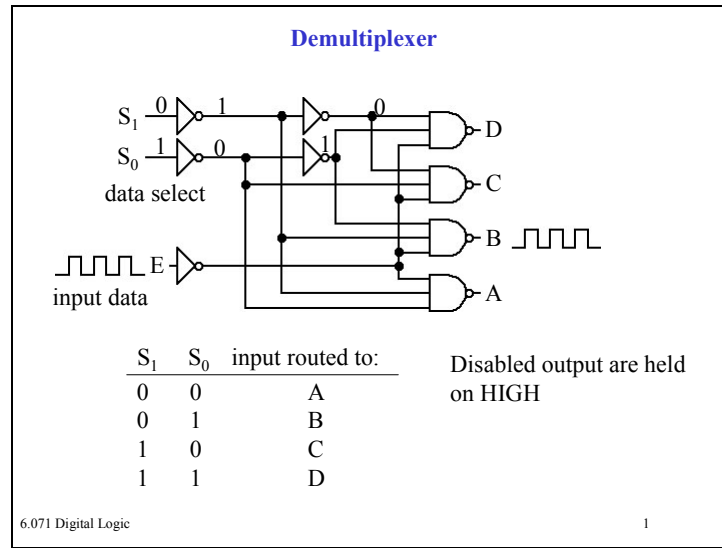 Demultiplexer
S₁ 0 1 0 D
S₀ 1 0 1 C
data select
E B
input data A
S₁ S₀ input routed to:
0 0 A
0 1 B
1 0 C
1 1 D
Disabled output are held
on HIGH
6.071 Digital Logic 1